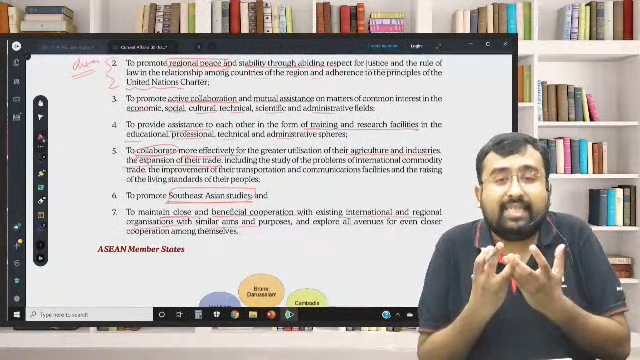 Current Affairs 05-10...
Create Account
Login
2. To promote regional peace and stability through abiding respect for justice and the rule of
law in the relationship among countries of the region and adherence to the principles of the
United Nations Charter;
3. To promote active collaboration and mutual assistance on matters of common interest in the
economic, social, cultural, technical, scientific and administrative fields.
4. To provide assistance to each other in the form of training and research facilities in the
educational, professional, technical and administrative spheres;
5. To collaborate more effectively for the greater utilisation of their agriculture and industries,
the expansion of their trade, including the study of the problems of international commodity
trade, the improvement of their transportation and communications facilities and the raising
of the living standards of their peoples;
6. To promote Southeast Asian studies; and
7. To maintain close and beneficial cooperation with existing international and regional
organisations with similar aims and purposes, and explore all avenues for even closer
cooperation among themselves.
ASEAN Member States
Brunei
Darussalam
Cambodia
Type here to search